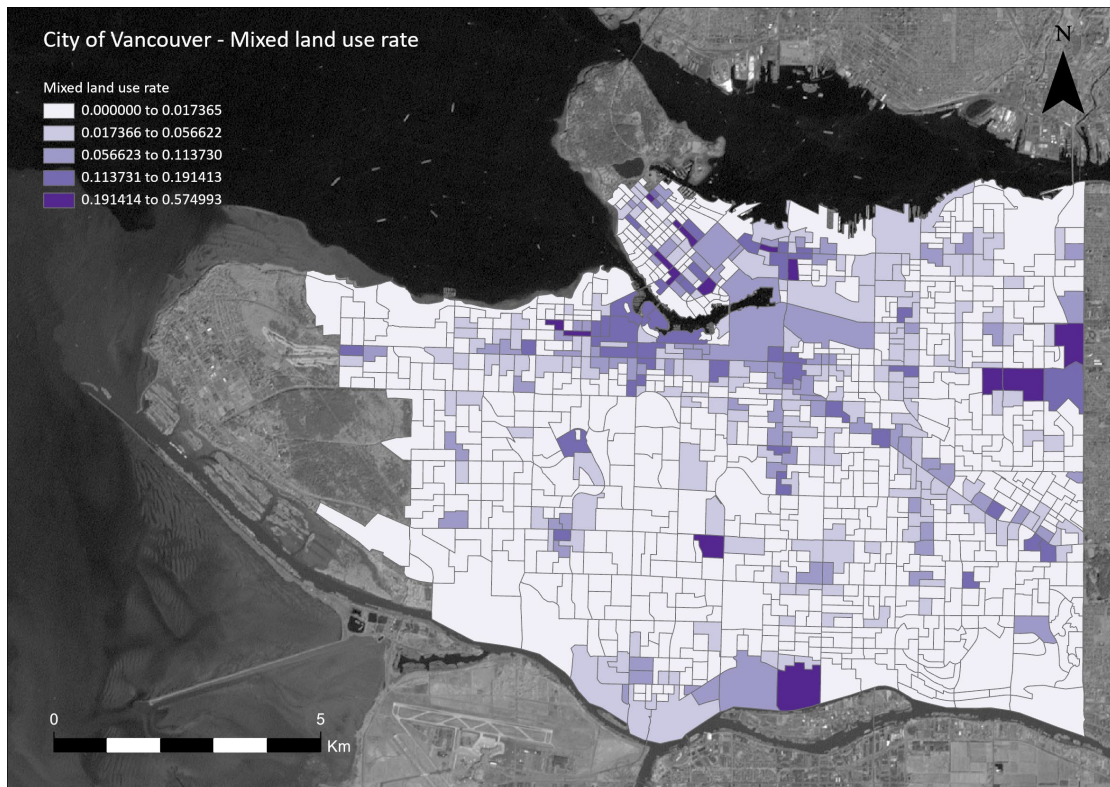 City of Vancouver - Mixed land use rate
N
Mixed land use rate
0.000000 to 0.017365
0.017366 to 0.056622
0.056623 to 0.113730
0.113731 to 0.191413
0.191414 to 0.574993
0 5
Km